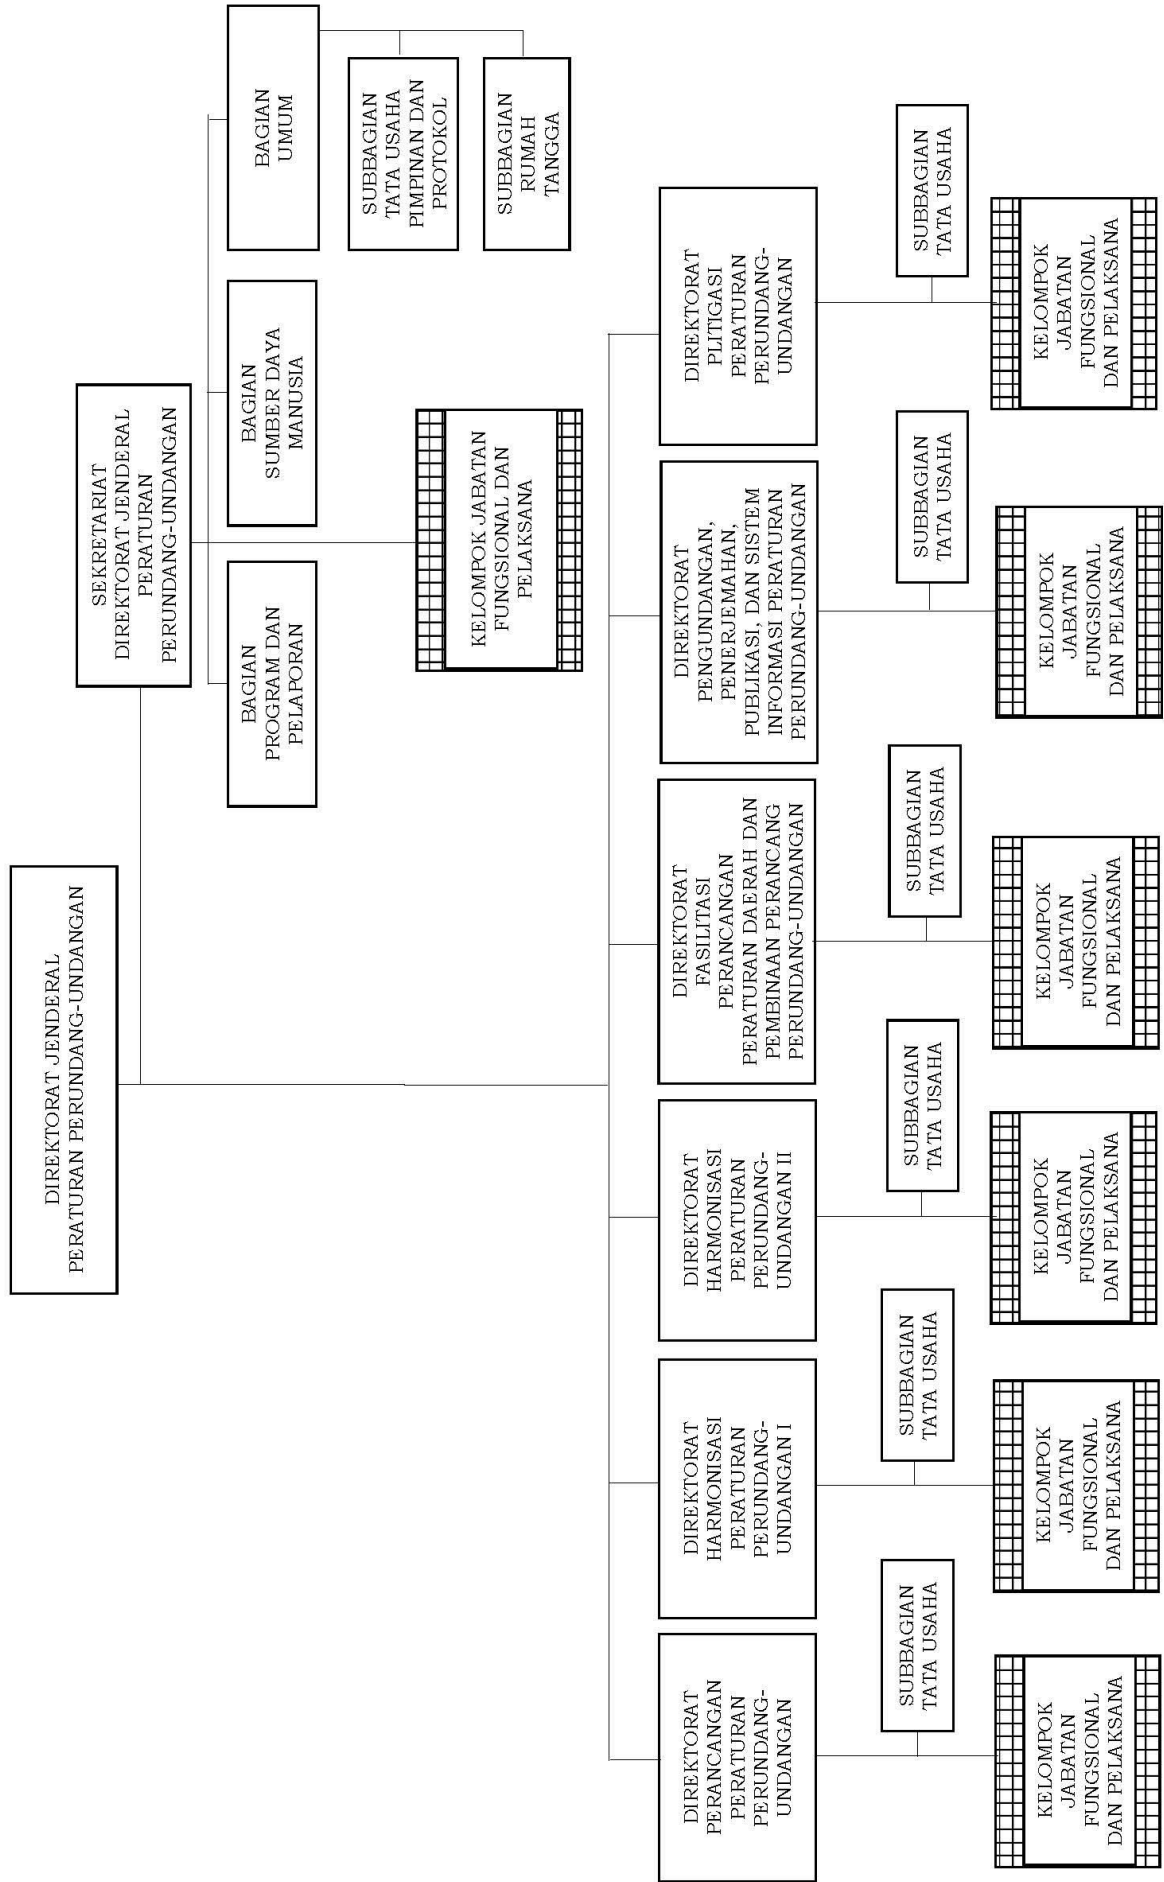 DIREKTORAT JENDERAL
PERATURAN PERUNDANG-UNDANGAN
SEKRETARIAT
DIREKTORAT JENDERAL
PERATURAN
PERUNDANG-UNDANGAN
BAGIAN
PROGRAM DAN
PELAPORAN
BAGIAN
SUMBER DAYA
MANUSIA
BAGIAN
UMUM
SUBBAGIAN
TATA USAHA
PIMPINAN DAN
PROTOKOL
SUBBAGIAN
RUMAH
TANGGA
KELOMPOK JABATAN
FUNGSIONAL DAN
PELAKSANA
DIREKTORAT
PERANCANGAN
PERATURAN
PERUNDANG-
UNDANGAN
DIREKTORAT
HARMONISASI
PERATURAN
PERUNDANG-
UNDANGAN I
DIREKTORAT
HARMONISASI
PERATURAN
PERUNDANG-
UNDANGAN II
DIREKTORAT
FASILITASI
PERANCANGAN
PERATURAN DAERAH DAN
PEMBINAAN PERANCANG
PERUNDANG-UNDANGAN
DIREKTORAT
PENGUNDANGAN,
PENERJEMAHAN,
PUBLIKASI, DAN SISTEM
INFORMASI PERATURAN
PERUNDANG-UNDANGAN
DIREKTORAT
PLITIGASI
PERATURAN
PERUNDANG-
UNDANGAN
SUBBAGIAN
TATA USAHA
SUBBAGIAN
TATA USAHA
SUBBAGIAN
TATA USAHA
SUBBAGIAN
TATA USAHA
SUBBAGIAN
TATA USAHA
SUBBAGIAN
TATA USAHA
KELOMPOK
JABATAN
FUNGSIONAL
DAN PELAKSANA
KELOMPOK
JABATAN
FUNGSIONAL
DAN PELAKSANA
KELOMPOK
JABATAN
FUNGSIONAL
DAN PELAKSANA
KELOMPOK
JABATAN
FUNGSIONAL
DAN PELAKSANA
KELOMPOK
JABATAN
FUNGSIONAL
DAN PELAKSANA
KELOMPOK
JABATAN
FUNGSIONAL
DAN PELAKSANA